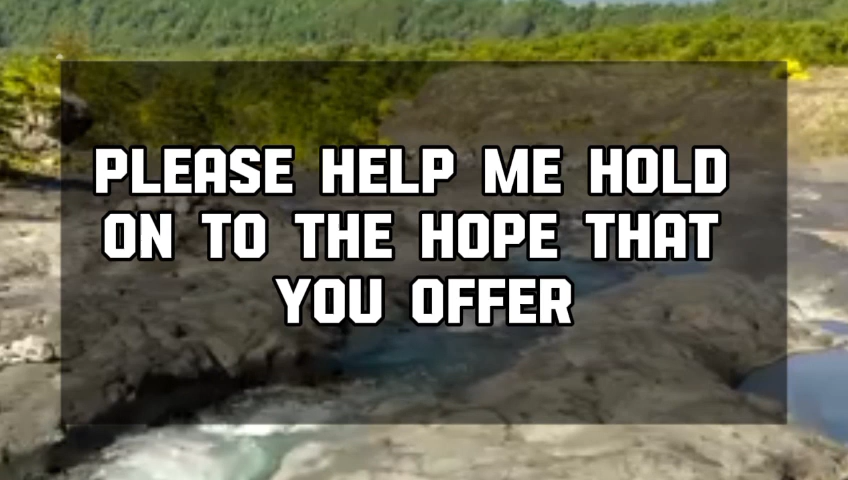 PLEASE HELP ME HOLD
ON TO THE HOPE THAT
YOU OFFER